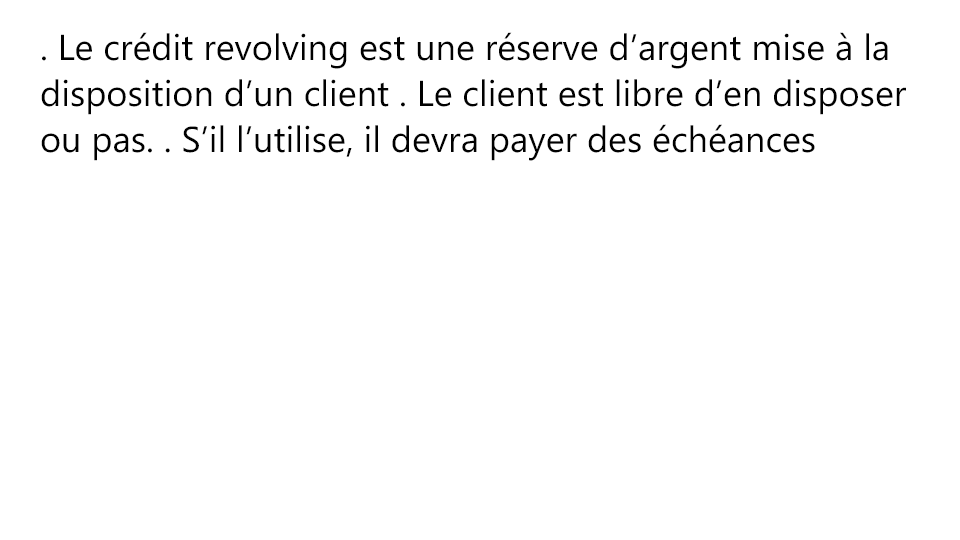 . Le crédit revolving est une réserve d’argent mise à la
disposition d’un client . Le client est libre d’en disposer
ou pas. . S’il l’utilise, il devra payer des échéances